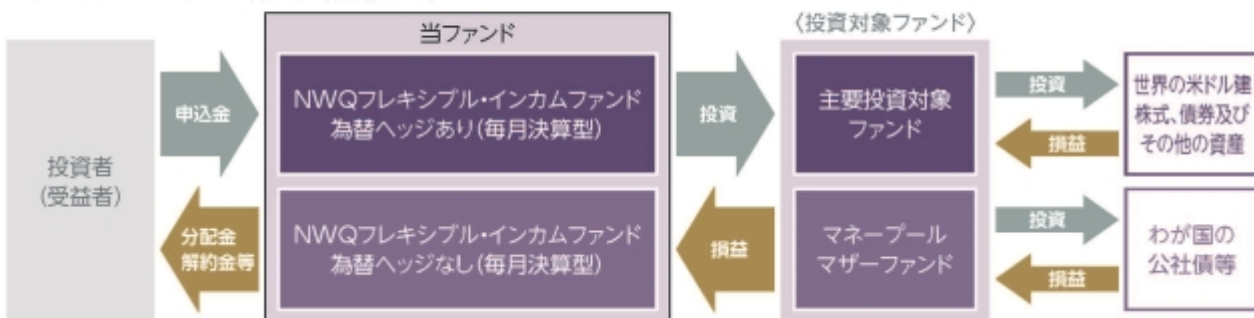 当ファンド
〈投資対象ファンド〉
投資者
(受益者)
申込金
分配金
解約金等
NWQフレキシブル・インカムファンド
為替ヘッジあり(毎月決算型)
NWQフレキシブル・インカムファンド
為替ヘッジなし(毎月決算型)
投資
損益
主要投資対象
ファンド
マネープール
マザーファンド
投資
損益
投資
損益
世界の米ドル建
株式、債券及び
その他の資産
わが国の
公社債等